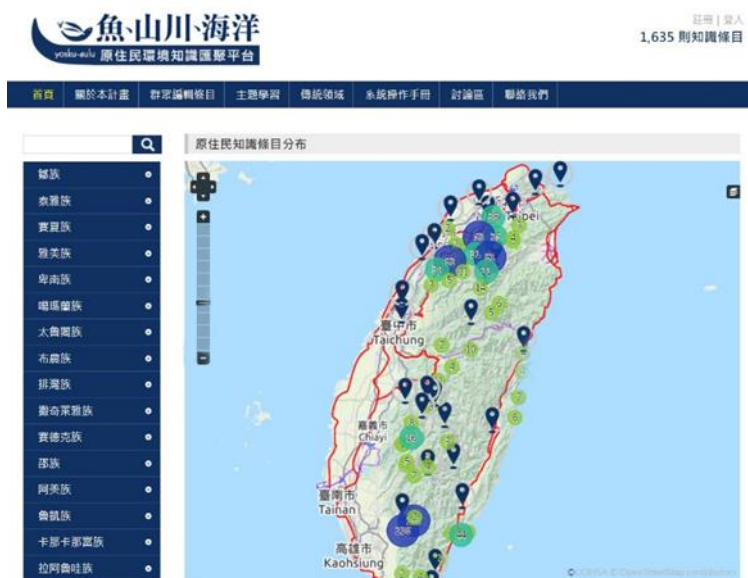 魚、山川、海洋
yosku-eulu 原住民環境知識匯聚平台
註冊 | 登入
1,635 則知識條目
首頁 關於本計畫 群眾編輯條目 主題學習 傳統領域 系統操作手冊 討論區 聯絡我們
原住民知識條目分布
鄒族
泰雅族
賽夏族
雅美族
卑南族
噶瑪蘭族
太魯閣族
布農族
排灣族
撒奇萊雅族
賽德克族
邵族
阿美族
魯凱族
卡那卡那富族
拉阿魯哇族
Taipei
臺中市
Taichung
嘉義市
Chiayi
臺南市
Tainan
高雄市
Kaohsiung
OpenStreetMap contributors